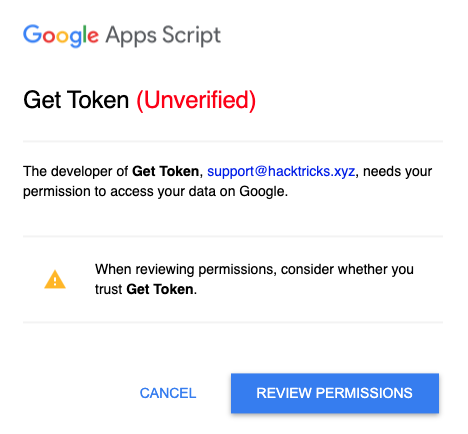 Google Apps Script
Get Token (Unverified)
The developer of Get Token, support@hacktricks.xyz, needs your
permission to access your data on Google.
When reviewing permissions, consider whether you
trust Get Token.
CANCEL REVIEW PERMISSIONS